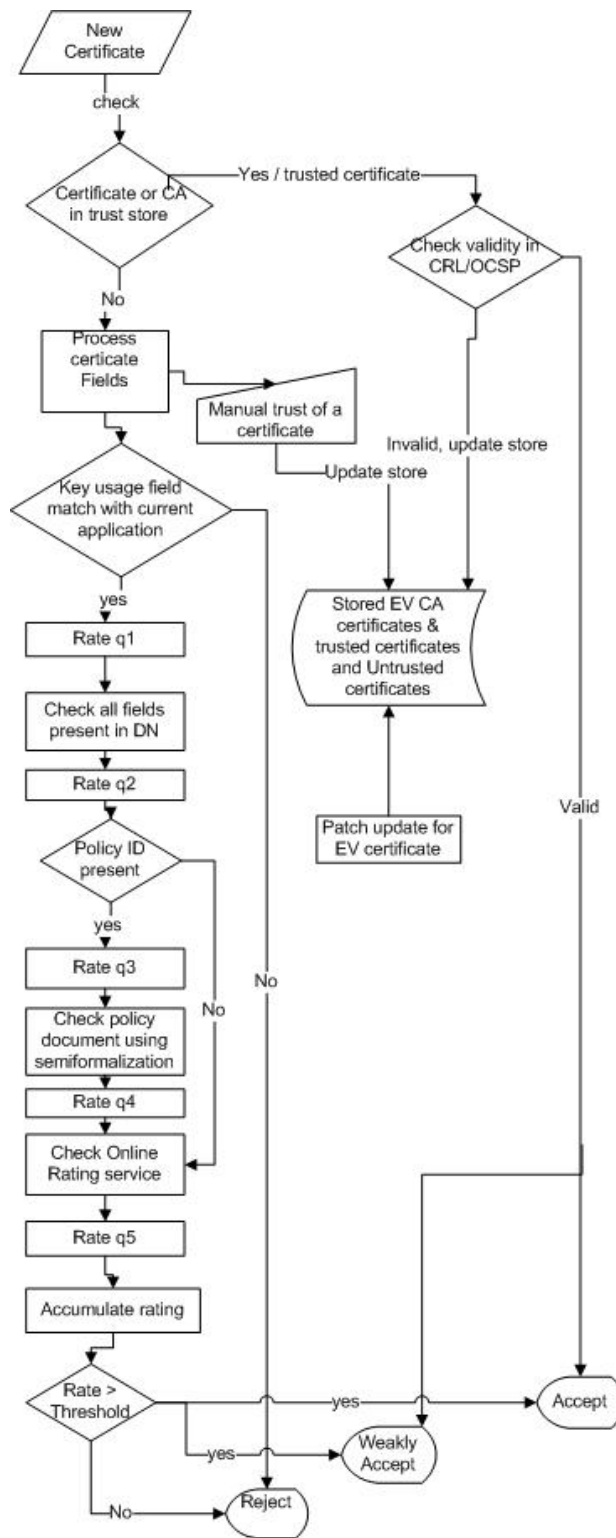 New
Certificate
check
Yes / trusted certificate
Certificate or CA
in trust store
Check validity in
CRL/OCSP
No
Process
certicate
Fields
Manual trust of a
certificate
Invalid, update store
Update store
Key usage field
match with current
application
yes
Stored EV CA
certificates &
trusted certificates
and Untrusted
certificates
Rate q1
Check all fields
present in DN
Rate q2
Valid
Patch update for
EV certificate
Policy ID
present
yes
Rate q3
No
No
Check policy
document using
semiformalization
Rate q4
Check Online
Rating service
Rate q5
Accumulate rating
Rate >
Threshold
yes
Accept
yes
Weakly
Accept
No
Reject